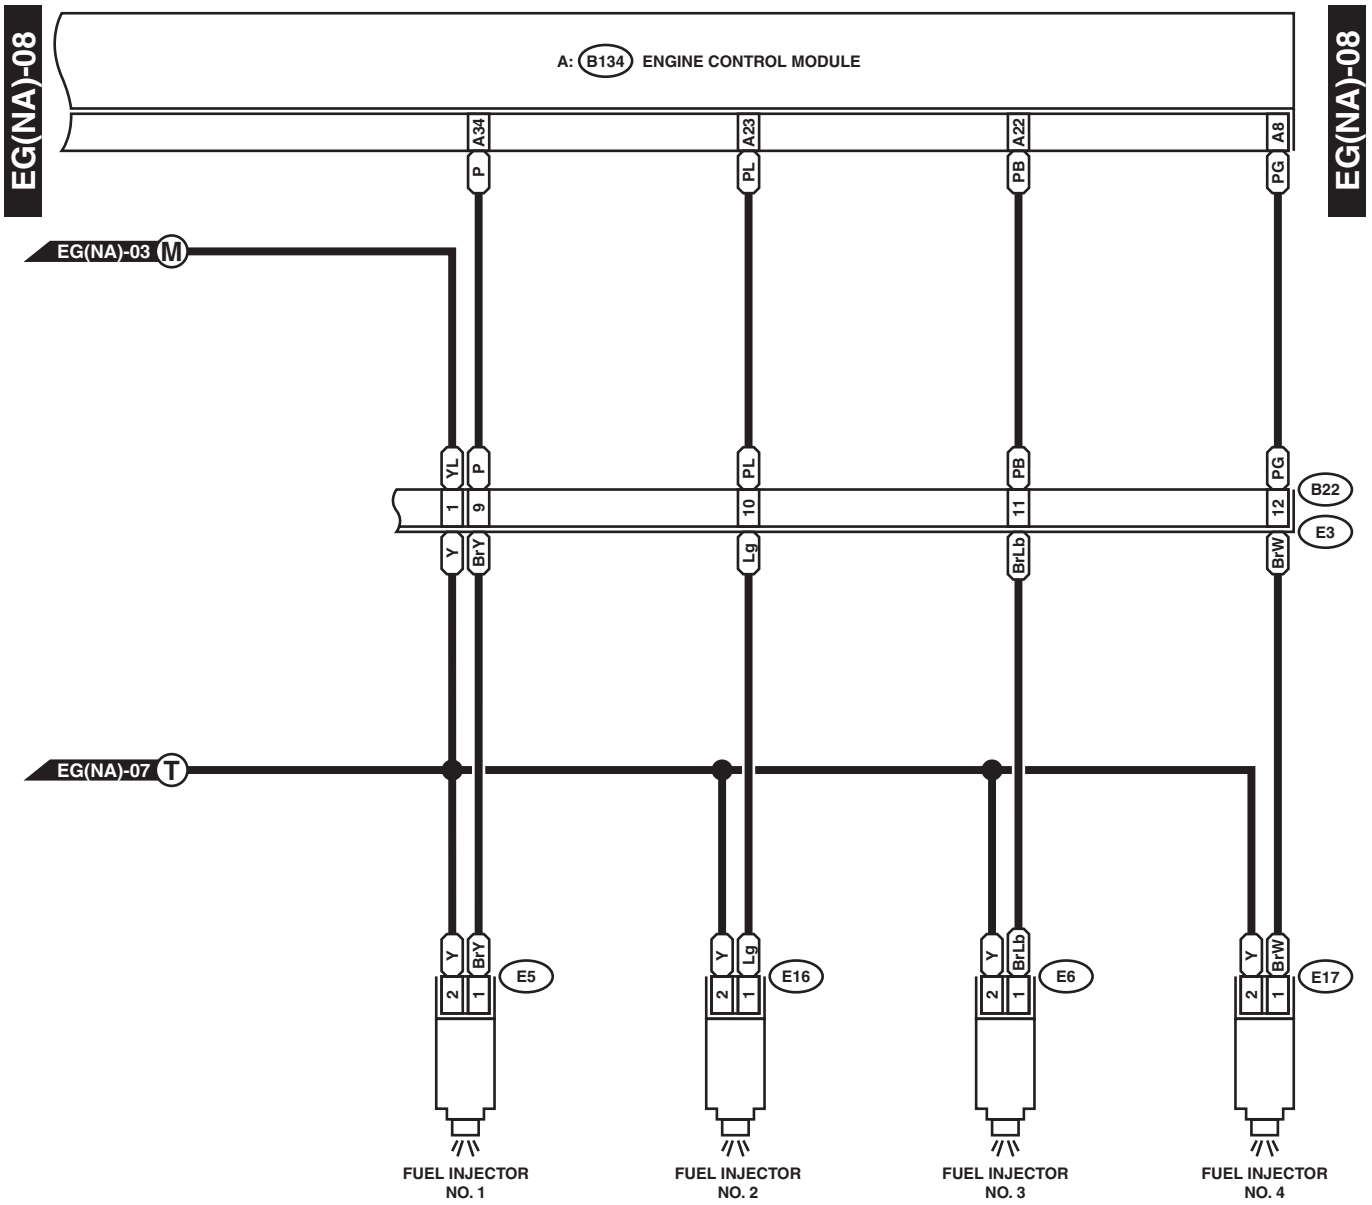 EG(NA)-08
EG(NA)-08
A: B134 ENGINE CONTROL MODULE
A34 A23 A22 A8
P PL PB PG
EG(NA)-03 M
YL P PL PB PG
1 9 10 11 12
B22
E3
Y BrY Lg BrLb BrW
EG(NA)-07 T
Y BrY Y Lg Y BrLb Y BrW
E5 E16 E6 E17
2 1 2 1 2 1 2 1
FUEL INJECTOR
NO. 1
FUEL INJECTOR
NO. 2
FUEL INJECTOR
NO. 3
FUEL INJECTOR
NO. 4